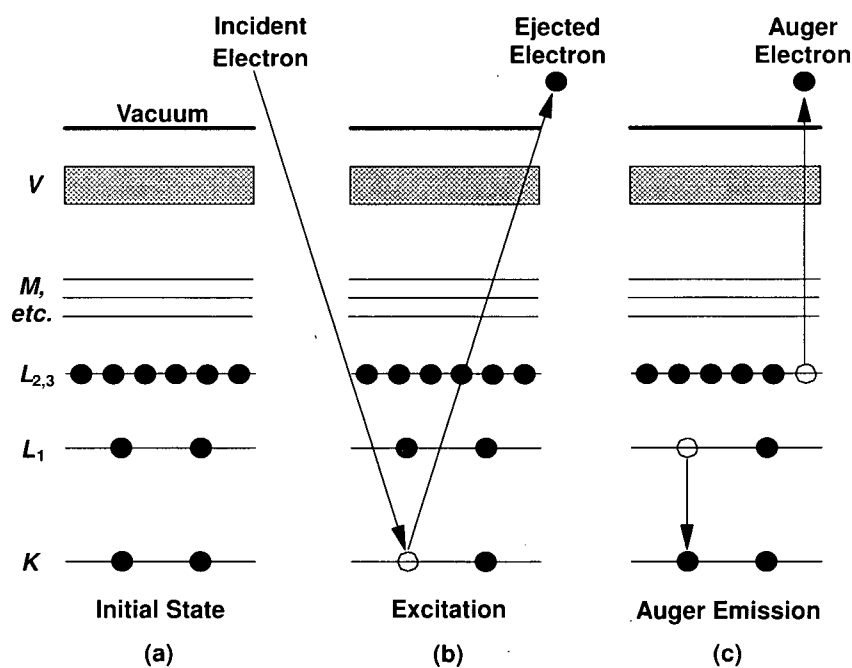 Incident
Electron
Ejected
Electron
Auger
Electron
Vacuum
V
M,
etc.
L2,3
L1
K
Initial State
Excitation
Auger Emission
(a)
(b)
(c)